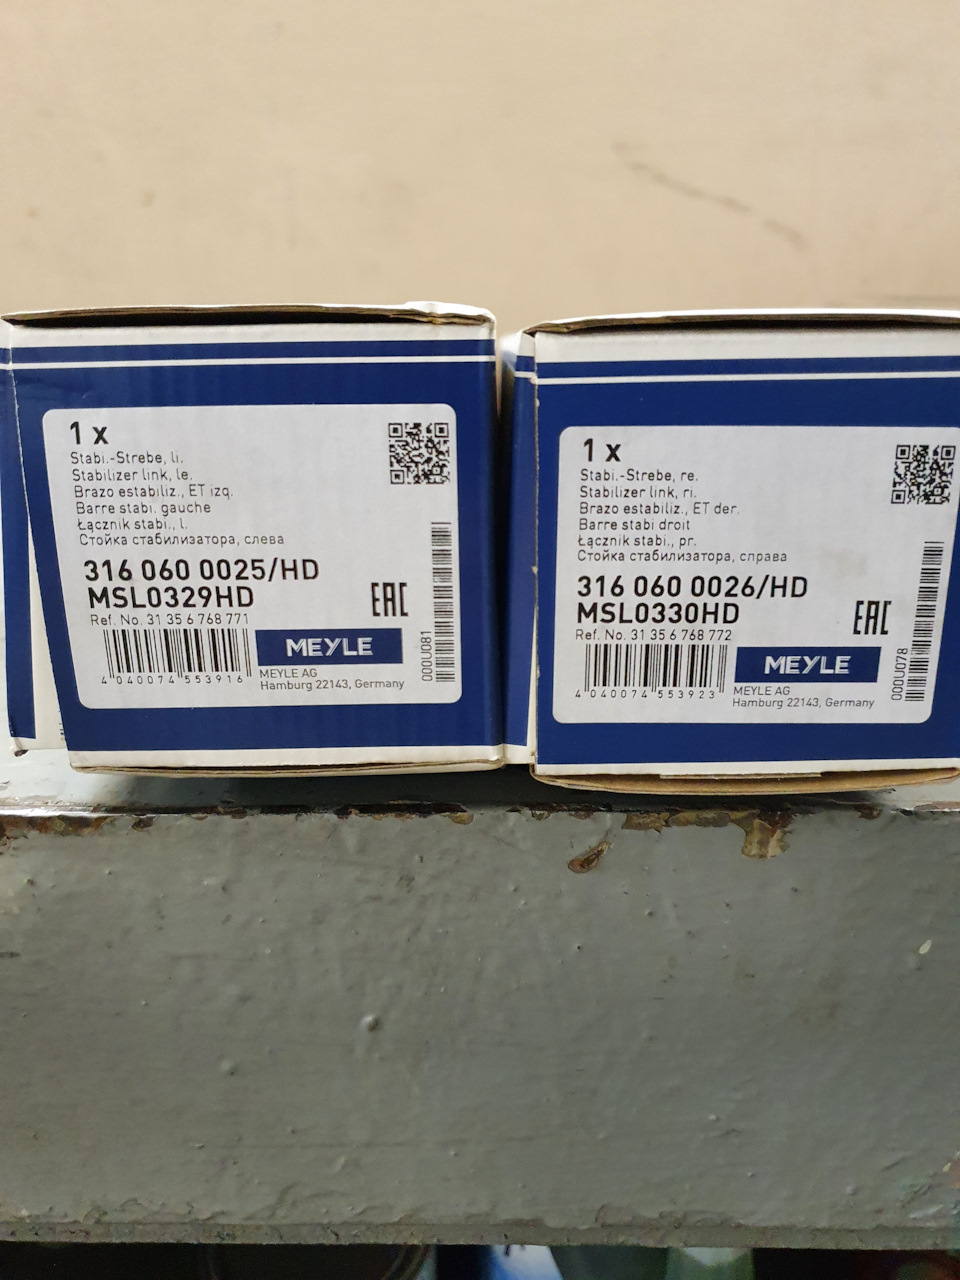 1 x
Stabi.-Strebe, li.
Stabilizer link, le.
Brazo estabiliz., ET izq.
Barre stabi. gauche
Łącznik stabi., l.
Стойка стабилизатора, слева
316 060 0025/HD
MSL0329HD
EAC
Ref. No. 31 35 6 768 771
MEYLE
4 040074 553916
MEYLE AG
Hamburg 22143, Germany
000U081
1 x
Stabi.-Strebe, re.
Stabilizer link, ri.
Brazo estabiliz., ET der.
Barre stabi droit
Łącznik stabi., pr.
Стойка стабилизатора, справа
316 060 0026/HD
MSL0330HD
EAC
Ref. No. 31 35 6 768 772
MEYLE
4 040074 553923
MEYLE AG
Hamburg 22143, Germany
000U078